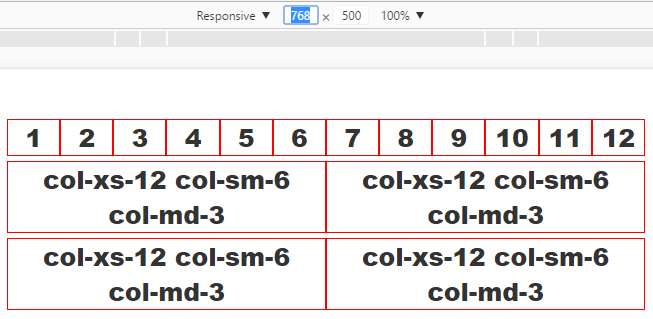 Responsive ▼ 768 × 500 100% ▼
1 2 3 4 5 6 7 8 9 10 11 12
col-xs-12 col-sm-6 col-xs-12 col-sm-6
col-md-3 col-md-3
col-xs-12 col-sm-6 col-xs-12 col-sm-6
col-md-3 col-md-3